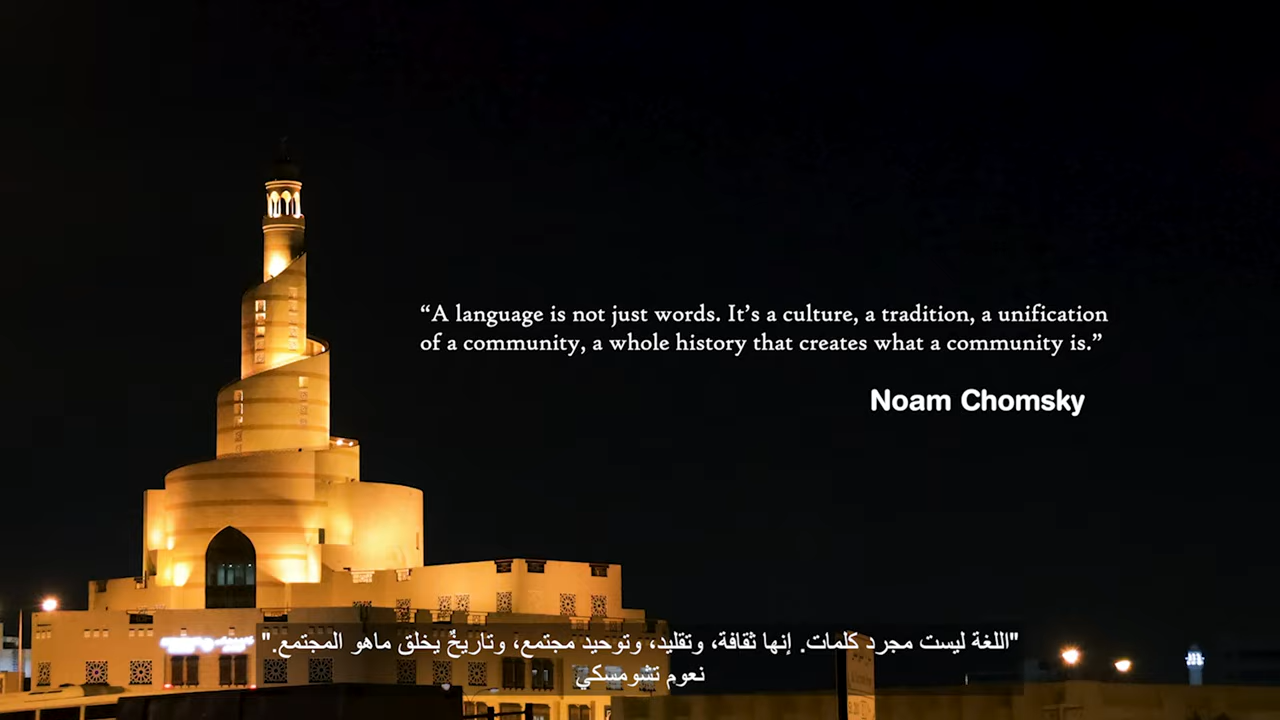 “A language is not just words. It’s a culture, a tradition, a unification
of a community, a whole history that creates what a community is.”
Noam Chomsky
"اللغة ليست مجرد كلمات. إنها ثقافة، وتقليد، وتوحيد مجتمع، وتاريخٌ يخلق ماهو المجتمع."
نعوم تشومسكي